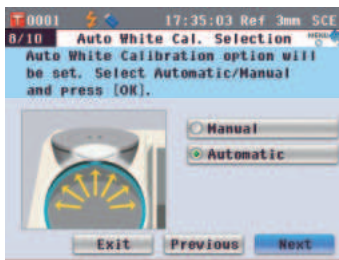 0001 17:35:03 Ref 3mm SCE
8/10 Auto White Cal. Selection MENU
Auto White Calibration option will
be set. Select Automatic/Manual
and press [OK].
Manual
Automatic
Exit Previous Next